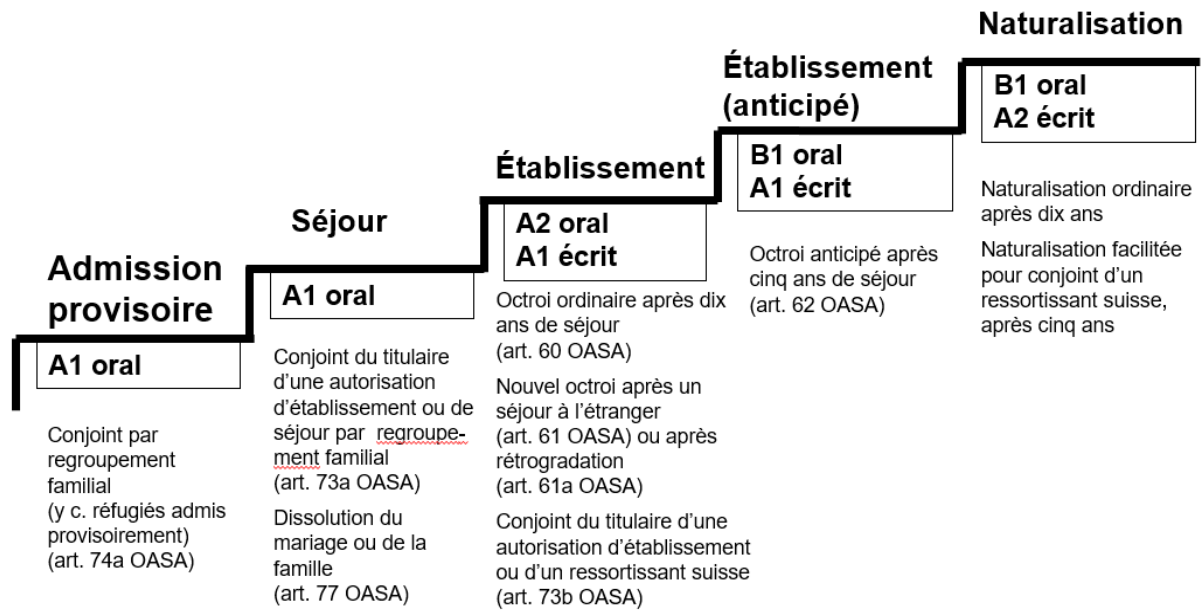 Admission
provisoire
A1 oral
Conjoint par
regroupement
familial
(y c. réfugiés admis
provisoirement)
(art. 74a OASA)
Séjour
A1 oral
Conjoint du titulaire
d’une autorisation
d’établissement ou de
séjour par regroupe-
ment familial
(art. 73a OASA)
Dissolution du
mariage ou de la
famille
(art. 77 OASA)
Établissement
A2 oral
A1 écrit
Octroi ordinaire après dix
ans de séjour
(art. 60 OASA)
Nouvel octroi après un
séjour à l’étranger
(art. 61 OASA) ou après
rétrogradation
(art. 61a OASA)
Conjoint du titulaire d’une
autorisation d’établissement
ou d’un ressortissant suisse
(art. 73b OASA)
Établissement
(anticipé)
B1 oral
A1 écrit
Octroi anticipé après
cinq ans de séjour
(art. 62 OASA)
Naturalisation
B1 oral
A2 écrit
Naturalisation ordinaire
après dix ans
Naturalisation facilitée
pour conjoint d’un
ressortissant suisse,
après cinq ans